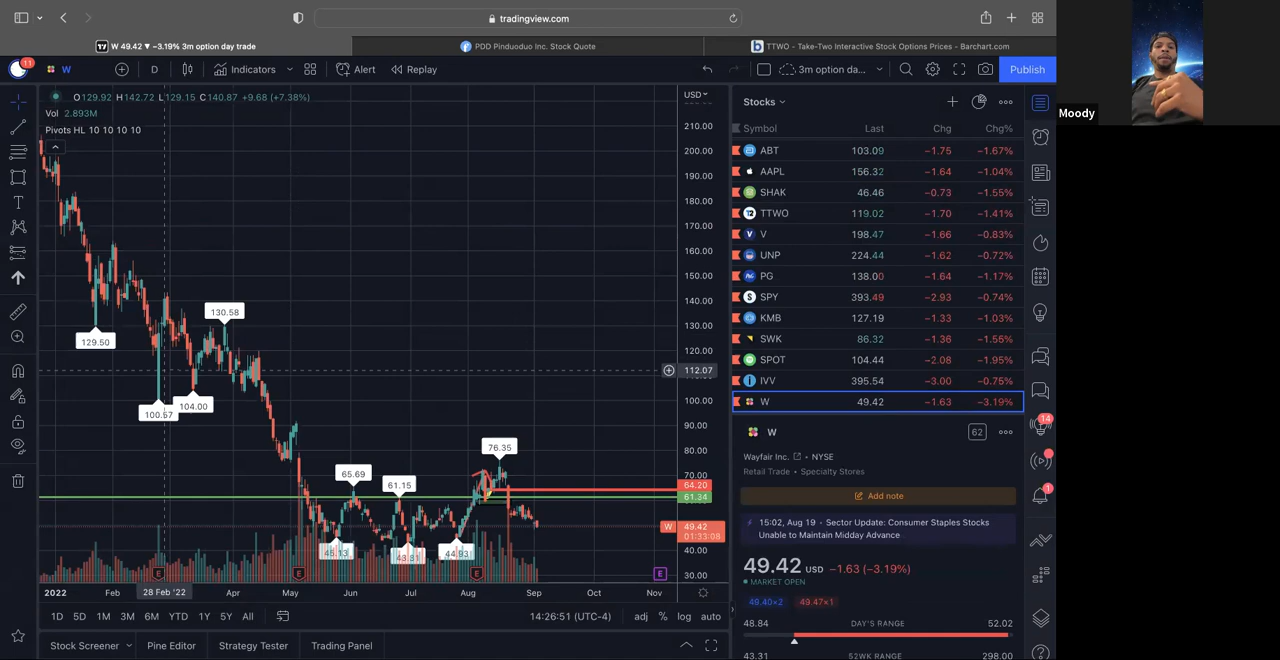 tradingview.com
W 49.42 ▼ −3.19% 3m option day trade
PDD Pinduoduo Inc. Stock Quote
TTWO - Take-Two Interactive Stock Options Prices - Barchart.com
11
W
D
Indicators
Alert
Replay
3m option da...
Publish
O129.92 H142.72 L129.15 C140.87 +9.68 (+7.38%)
Vol 2.893M
Pivots HL 10 10 10 10
USD
210.00
200.00
190.00
180.00
170.00
160.00
150.00
140.00
130.00
120.00
112.07
100.00
90.00
80.00
70.00
64.20
61.34
W 49.42
01:33:08
40.00
30.00
129.50
130.58
100.57
104.00
65.69
61.15
76.35
44.93
E
E
E
E
2022
Feb
28 Feb '22
Apr
May
Jun
Jul
Aug
Sep
Oct
Nov
1D 5D 1M 3M 6M YTD 1Y 5Y All
14:26:51 (UTC-4)
adj % log auto
Stock Screener
Pine Editor
Strategy Tester
Trading Panel
Stocks
Symbol Last Chg Chg%
ABT 103.09 −1.75 −1.67%
AAPL 156.32 −1.64 −1.04%
SHAK 46.46 −0.73 −1.55%
TTWO 119.02 −1.70 −1.41%
V 198.47 −1.66 −0.83%
UNP 224.44 −1.62 −0.72%
PG 138.00 −1.64 −1.17%
SPY 393.49 −2.93 −0.74%
KMB 127.19 −1.33 −1.03%
SWK 86.32 −1.36 −1.55%
SPOT 104.44 −2.08 −1.95%
IVV 395.54 −3.00 −0.75%
W 49.42 −1.63 −3.19%
W
62
Wayfair Inc. • NYSE
Retail Trade • Specialty Stores
Add note
15:02, Aug 19 • Sector Update: Consumer Staples Stocks
Unable to Maintain Midday Advance
49.42 USD −1.63 (−3.19%)
MARKET OPEN
49.40×2 49.47×1
48.84 DAY'S RANGE 52.02
43.31 52WK RANGE 298.00
14
1
Moody